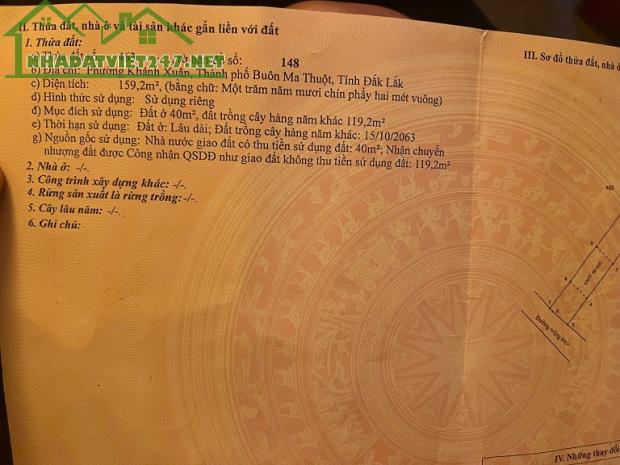 II. Thửa đất, nhà ở và tài sản khác gắn liền với đất
1. Thửa đất:
NHADATVIET247.NET
số: 148
b) Địa chỉ: Phường Khánh Xuân, Thành phố Buôn Ma Thuột, Tỉnh Đắk Lắk
c) Diện tích: 159,2m², (bằng chữ: Một trăm năm mươi chín phẩy hai mét vuông)
d) Hình thức sử dụng: Sử dụng riêng
đ) Mục đích sử dụng: Đất ở 40m², đất trồng cây hàng năm khác 119,2m²
e) Thời hạn sử dụng: Đất ở: Lâu dài; Đất trồng cây hàng năm khác: 15/10/2063
g) Nguồn gốc sử dụng: Nhà nước giao đất có thu tiền sử dụng đất: 40m²; Nhận chuyển
nhượng đất được Công nhận QSDĐ như giao đất không thu tiền sử dụng đất: 119,2m²
2. Nhà ở: -/-.
3. Công trình xây dựng khác: -/-.
4. Rừng sản xuất là rừng trồng: -/-.
5. Cây lâu năm: -/-.
6. Ghi chú:
III. Sơ đồ thửa đất, nhà ở
IV. Những thay đổi